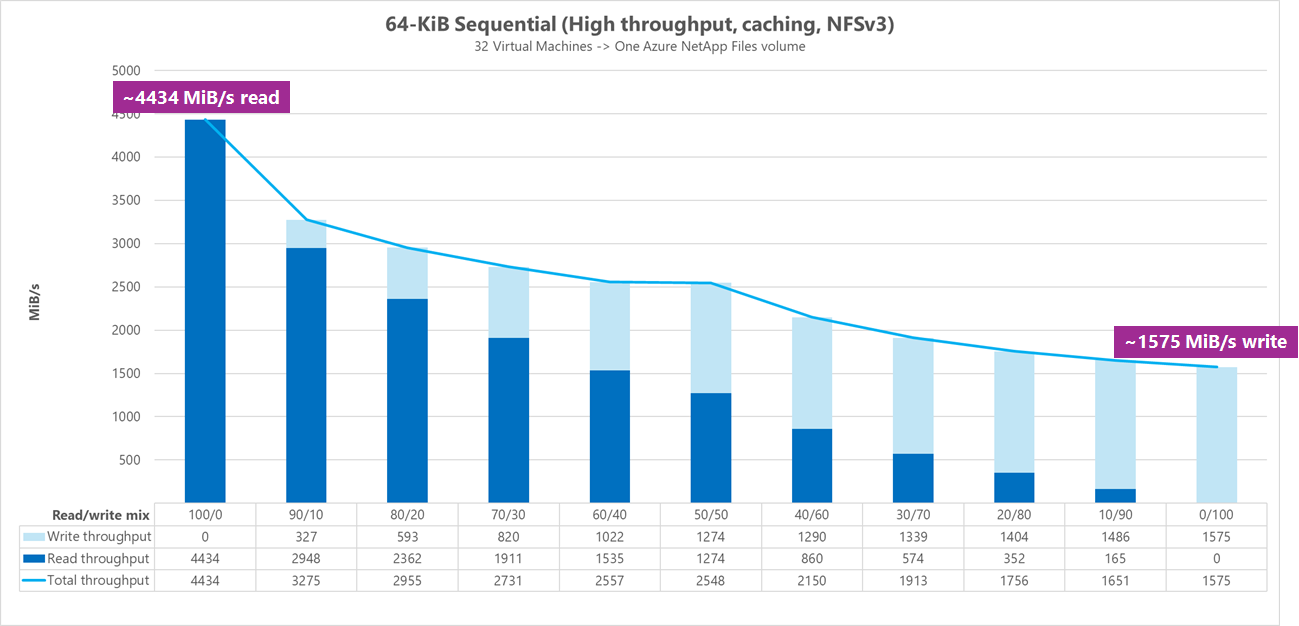 64-KiB Sequential (High throughput, caching, NFSv3)
32 Virtual Machines -> One Azure NetApp Files volume
5000
~4434 MiB/s read
4500
4000
3500
3000
2500
MiB/s
2000
~1575 MiB/s write
1500
1000
500
Read/write mix 100/0 90/10 80/20 70/30 60/40 50/50 40/60 30/70 20/80 10/90 0/100
Write throughput 0 327 593 820 1022 1274 1290 1339 1404 1486 1575
Read throughput 4434 2948 2362 1911 1535 1274 860 574 352 165 0
Total throughput 4434 3275 2955 2731 2557 2548 2150 1913 1756 1651 1575